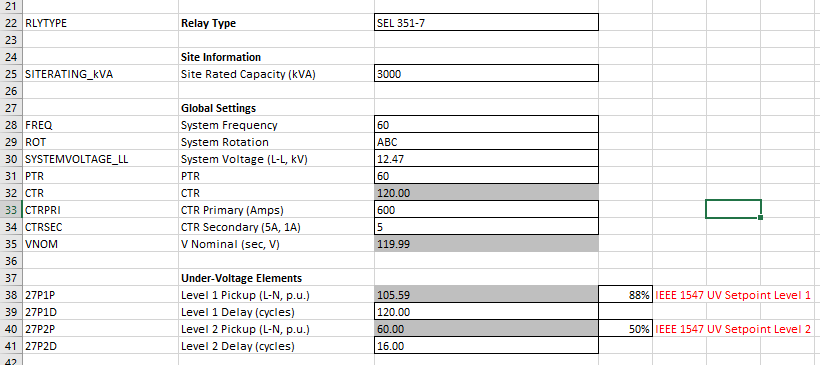 21
22 RLYTYPE Relay Type SEL 351-7
23
24 Site Information
25 SITERATING_kVA Site Rated Capacity (kVA) 3000
26
27 Global Settings
28 FREQ System Frequency 60
29 ROT System Rotation ABC
30 SYSTEMVOLTAGE_LL System Voltage (L-L, kV) 12.47
31 PTR PTR 60
32 CTR CTR 120.00
33 CTRPRI CTR Primary (Amps) 600
34 CTRSEC CTR Secondary (5A, 1A) 5
35 VNOM V Nominal (sec, V) 119.99
36
37 Under-Voltage Elements
38 27P1P Level 1 Pickup (L-N, p.u.) 105.59 88% IEEE 1547 UV Setpoint Level 1
39 27P1D Level 1 Delay (cycles) 120.00
40 27P2P Level 2 Pickup (L-N, p.u.) 60.00 50% IEEE 1547 UV Setpoint Level 2
41 27P2D Level 2 Delay (cycles) 16.00
42